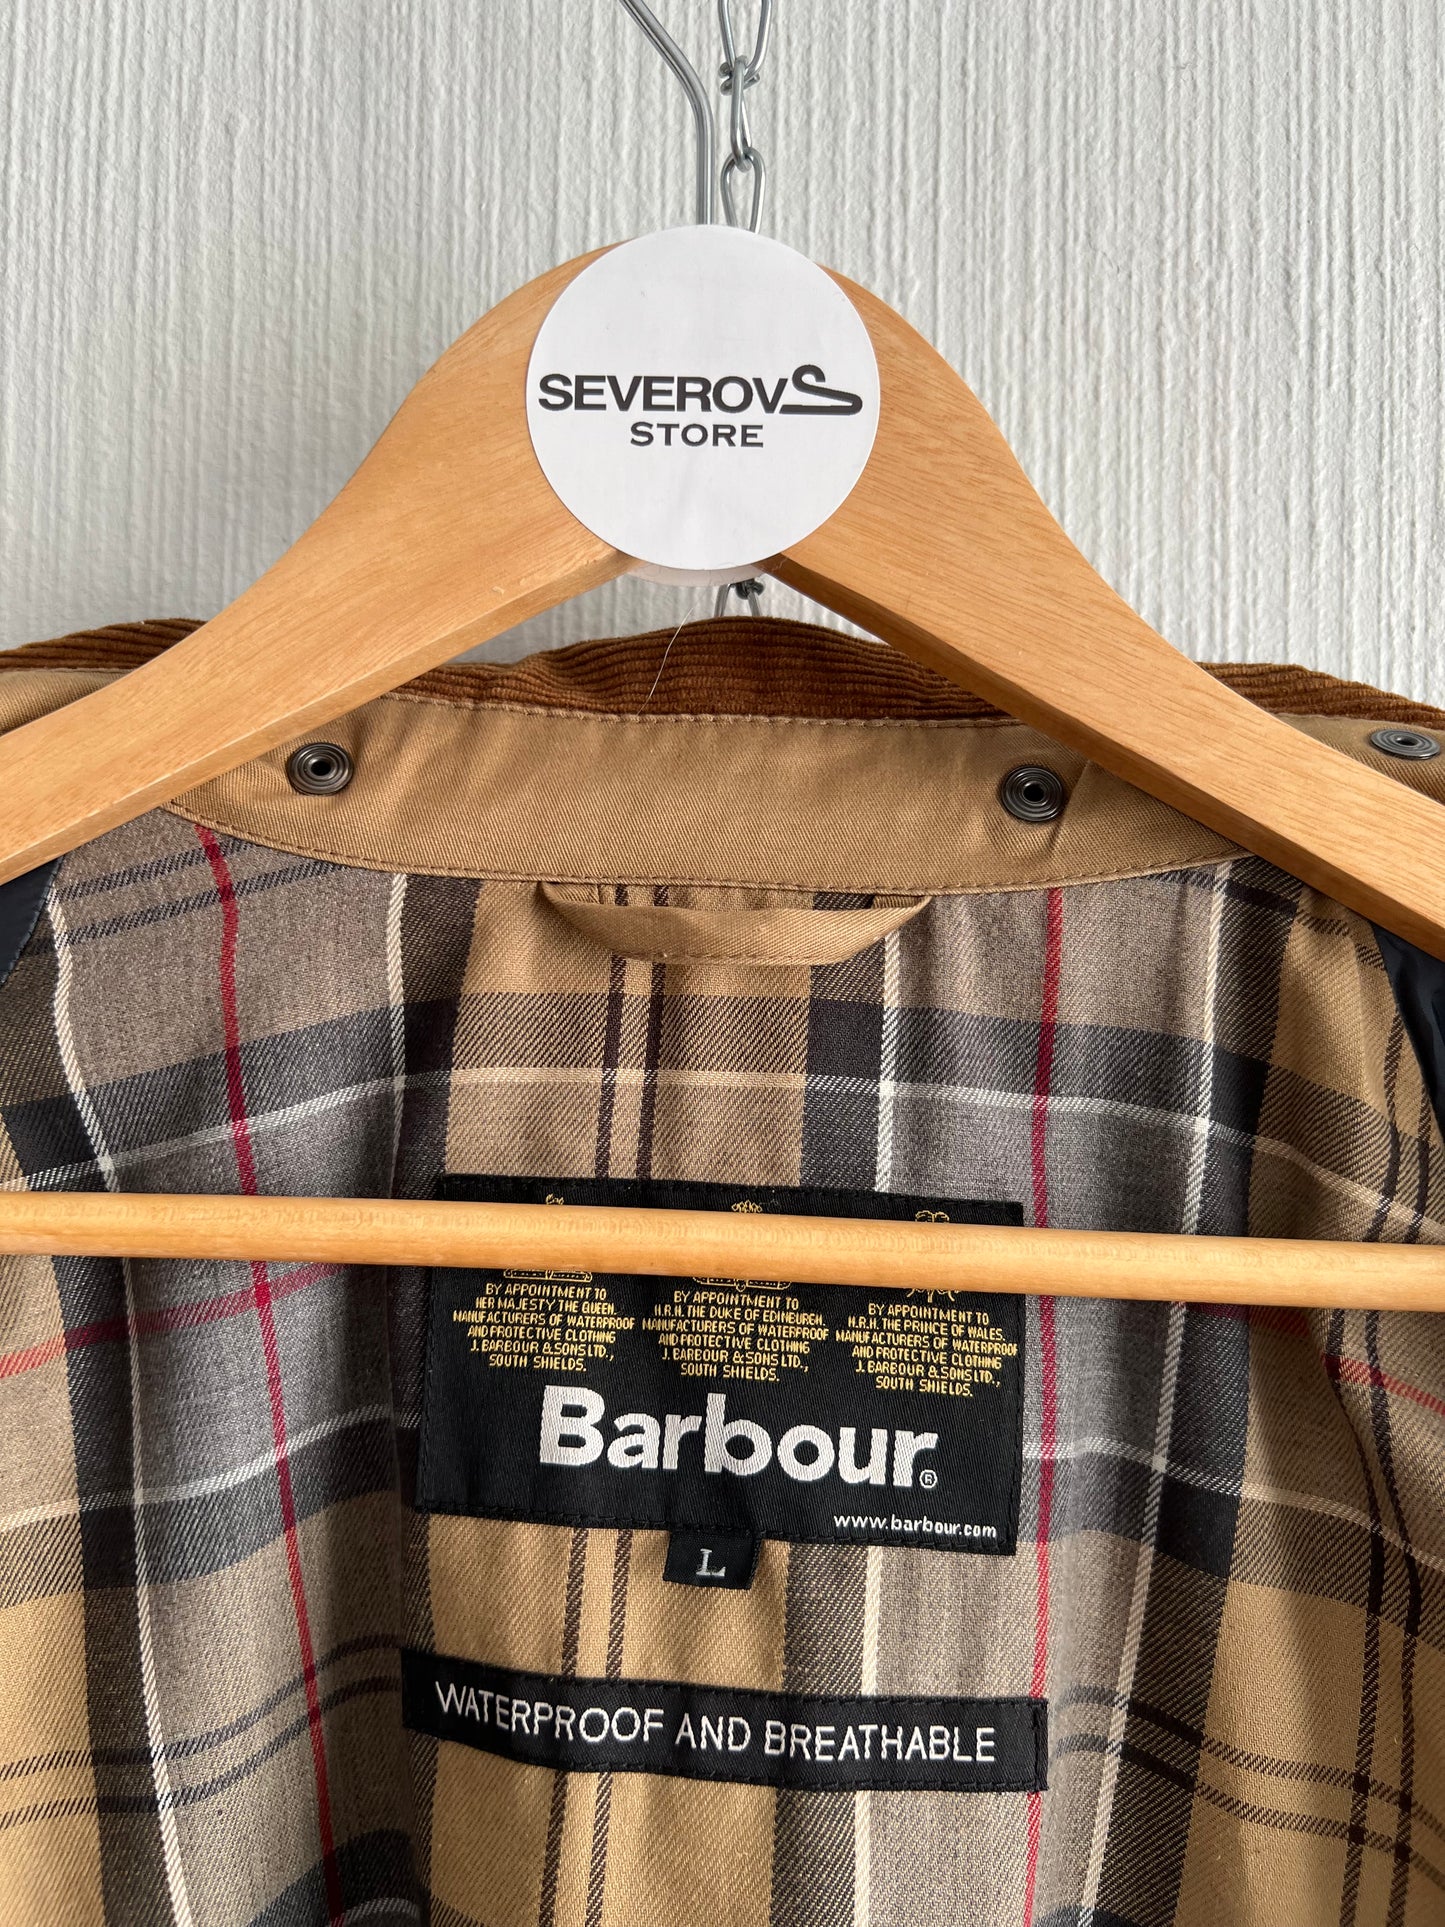 SEVEROVS
STORE
BY APPOINTMENT TO
HER MAJESTY THE QUEEN.
MANUFACTURERS OF WATERPROOF
AND PROTECTIVE CLOTHING
J. BARBOUR & SONS LTD.,
SOUTH SHIELDS.
BY APPOINTMENT TO
H.R.H. THE DUKE OF EDINBURGH.
MANUFACTURERS OF WATERPROOF
AND PROTECTIVE CLOTHING
J. BARBOUR & SONS LTD.,
SOUTH SHIELDS.
BY APPOINTMENT TO
H.R.H. THE PRINCE OF WALES.
MANUFACTURERS OF WATERPROOF
AND PROTECTIVE CLOTHING
J. BARBOUR & SONS LTD.,
SOUTH SHIELDS.
Barbour®
www.barbour.com
L
WATERPROOF AND BREATHABLE